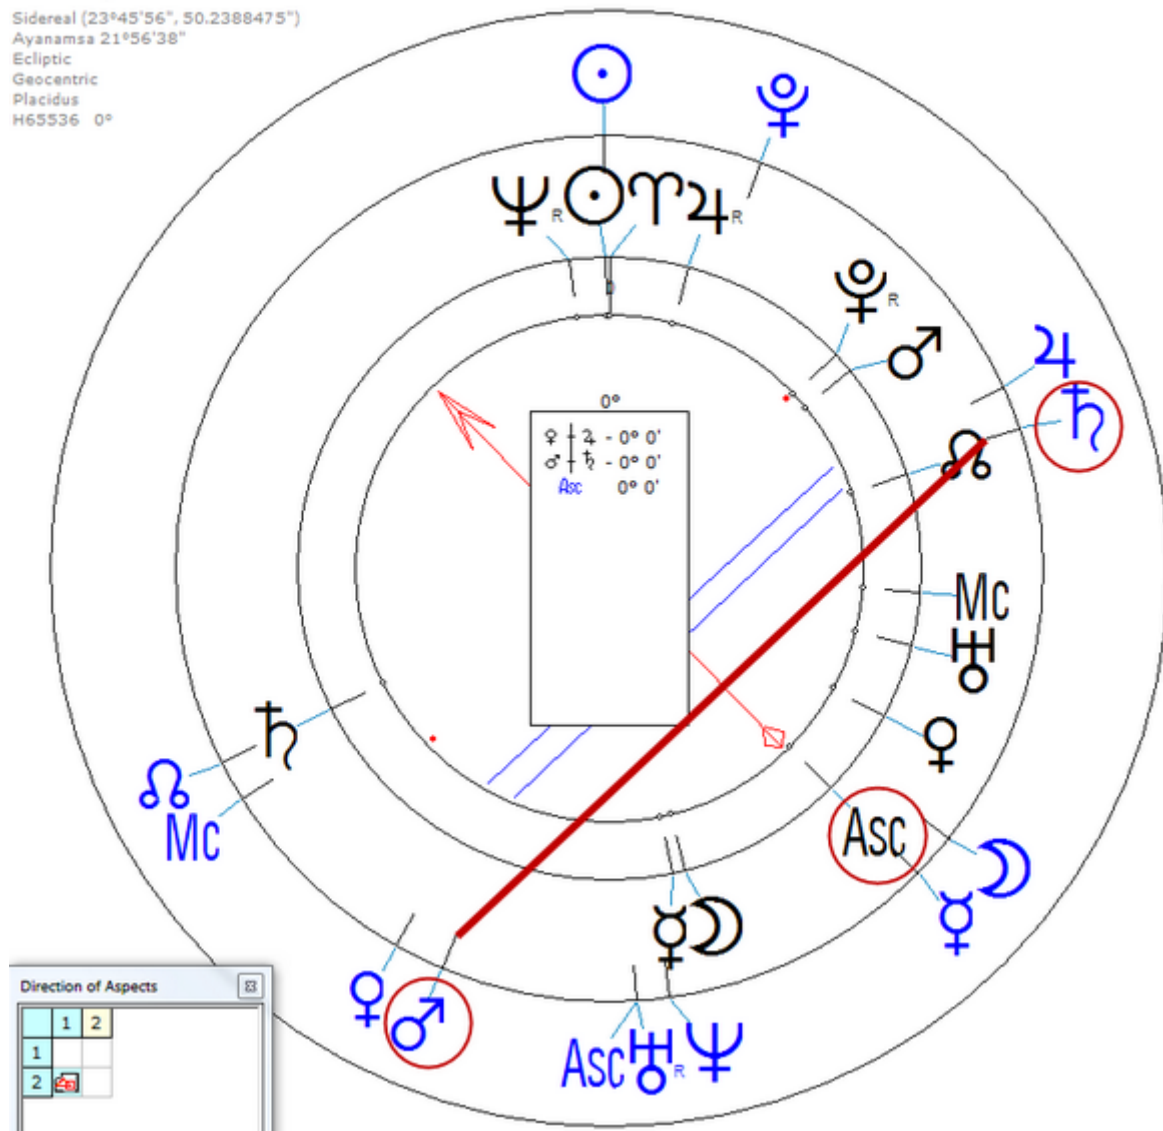 Sidereal (23°45'56", 50.2388475")
Ayanamsa 21°56'38"
Ecliptic
Geocentric
Placidus
H65536 0°
☉
♇
♆ R ☉ ♈ ♃ R
♇ R
♂
♃
♄
☊
0°
♀ ┼ ♃ - 0° 0'
♂ ┼ ♄ - 0° 0'
Asc 0° 0'
Mc
♅
♀
♄
☊
Mc
Asc
☽
☿
☿ ☽
♀
♂
Asc ♅ R ♆
Direction of Aspects
1 2
1
2